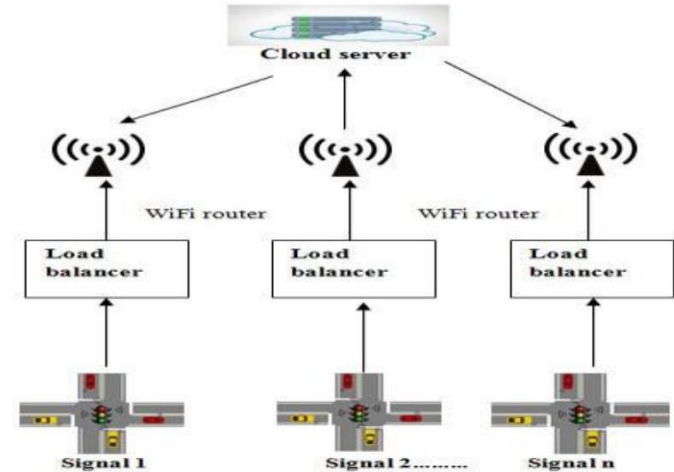 Cloud server
WiFi router
WiFi router
Load
balancer
Load
balancer
Load
balancer
Signal 1
Signal 2.........
Signal n